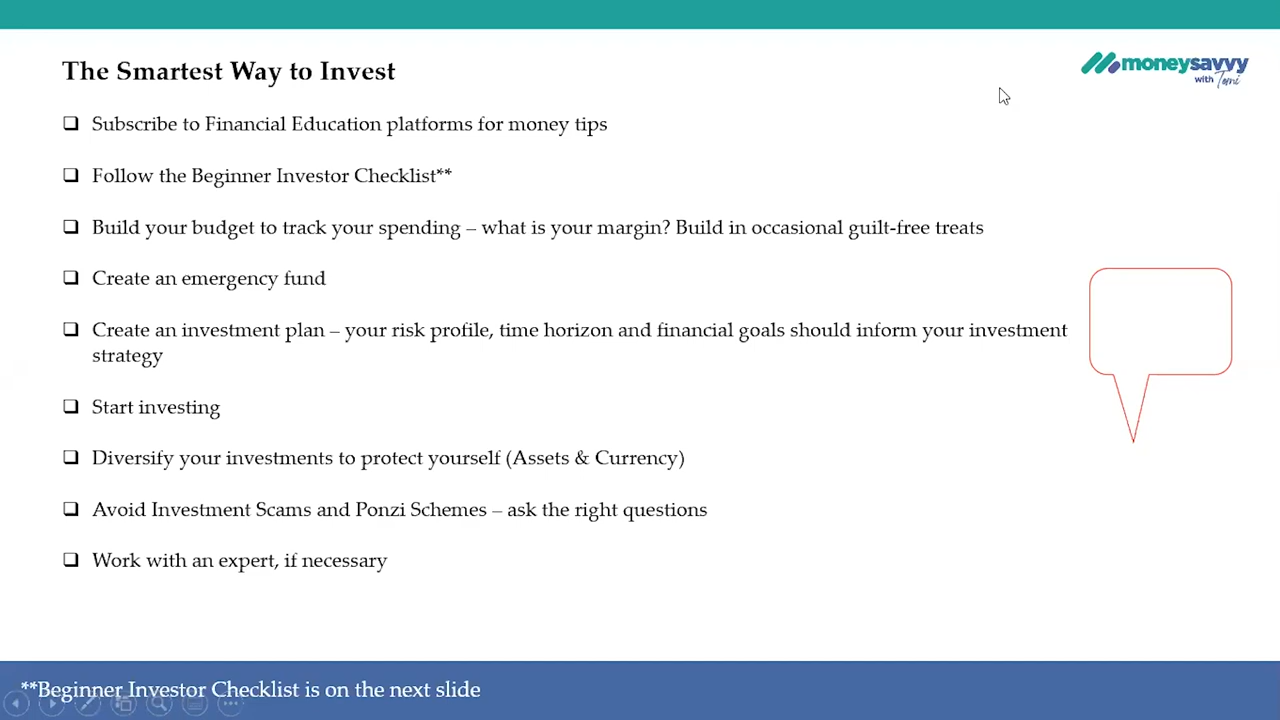 The Smartest Way to Invest
moneysavvy
with Tomi
❑ Subscribe to Financial Education platforms for money tips
❑ Follow the Beginner Investor Checklist**
❑ Build your budget to track your spending – what is your margin? Build in occasional guilt-free treats
❑ Create an emergency fund
❑ Create an investment plan – your risk profile, time horizon and financial goals should inform your investment
strategy
❑ Start investing
❑ Diversify your investments to protect yourself (Assets & Currency)
❑ Avoid Investment Scams and Ponzi Schemes – ask the right questions
❑ Work with an expert, if necessary
**Beginner Investor Checklist is on the next slide